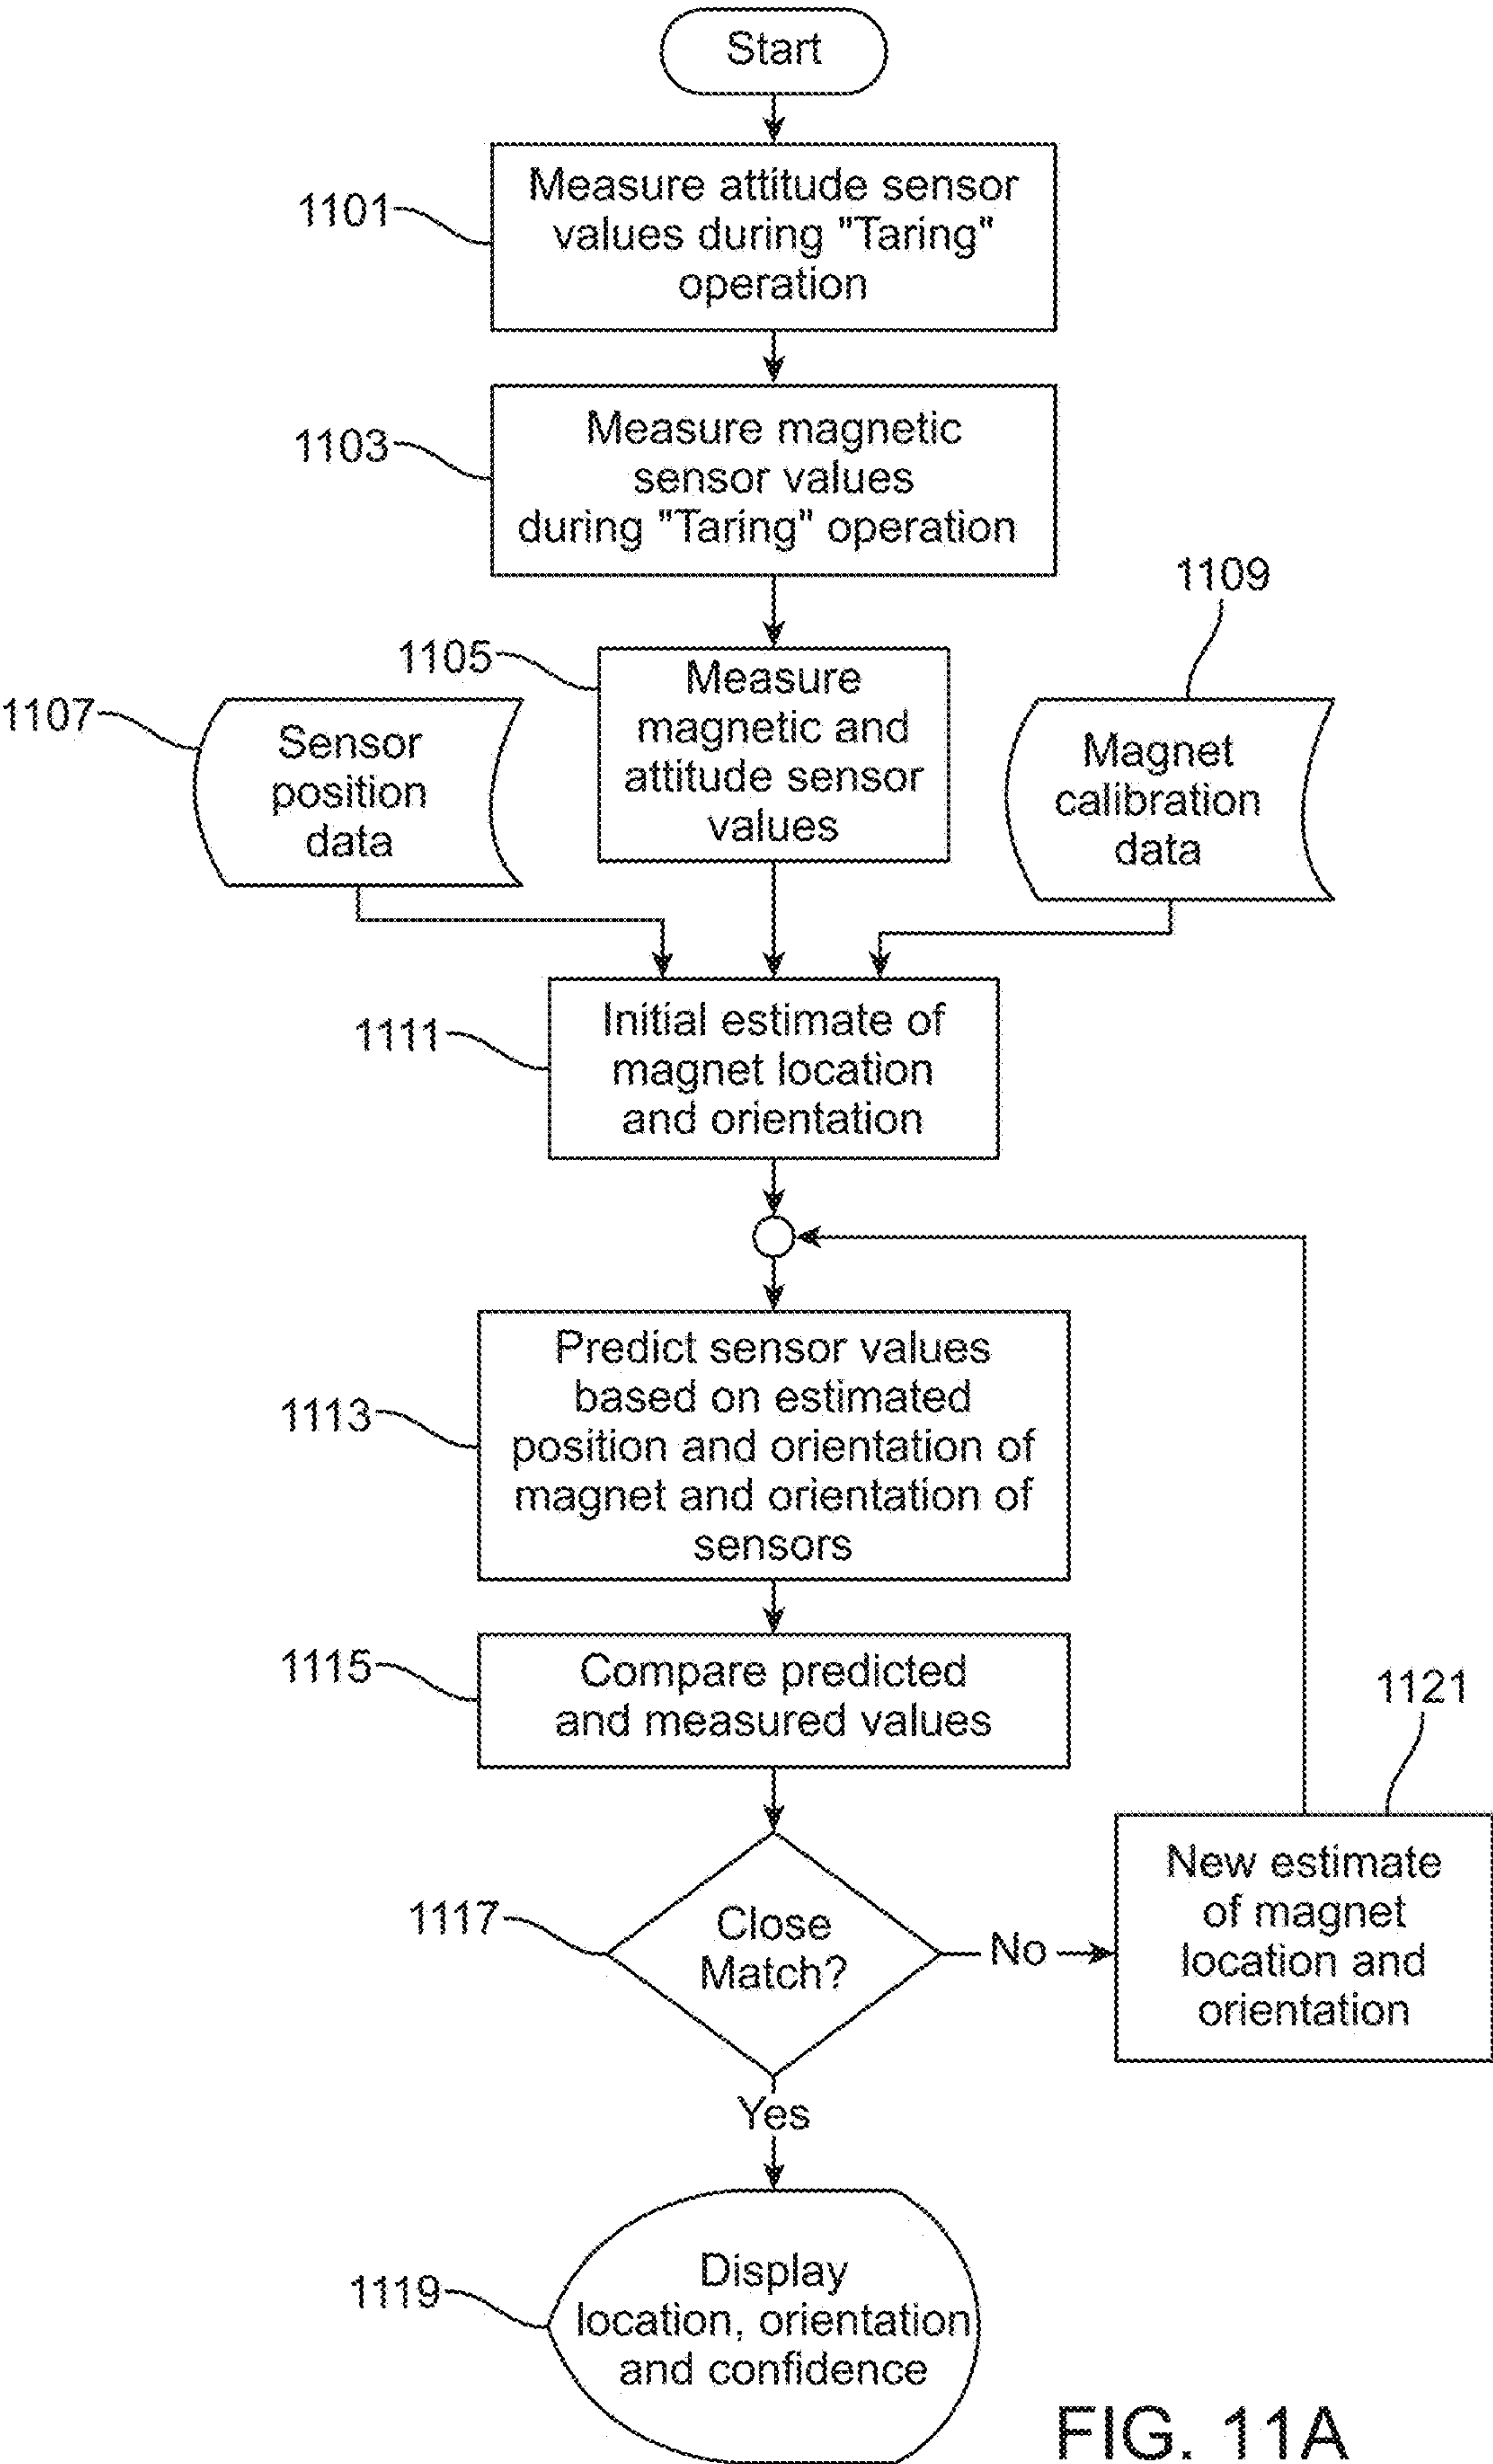 Start
1101
Measure attitude sensor
values during "Taring"
operation
1103
Measure magnetic
sensor values
during "Taring" operation
1109
1105
Measure
magnetic and
attitude sensor
values
1107
Sensor
position
data
Magnet
calibration
data
1111
Initial estimate of
magnet location
and orientation
1113
Predict sensor values
based on estimated
position and orientation of
magnet and orientation of
sensors
1115
Compare predicted
and measured values
1121
1117
Close
Match?
No
New estimate
of magnet
location and
orientation
Yes
1119
Display
location, orientation
and confidence
FIG. 11A